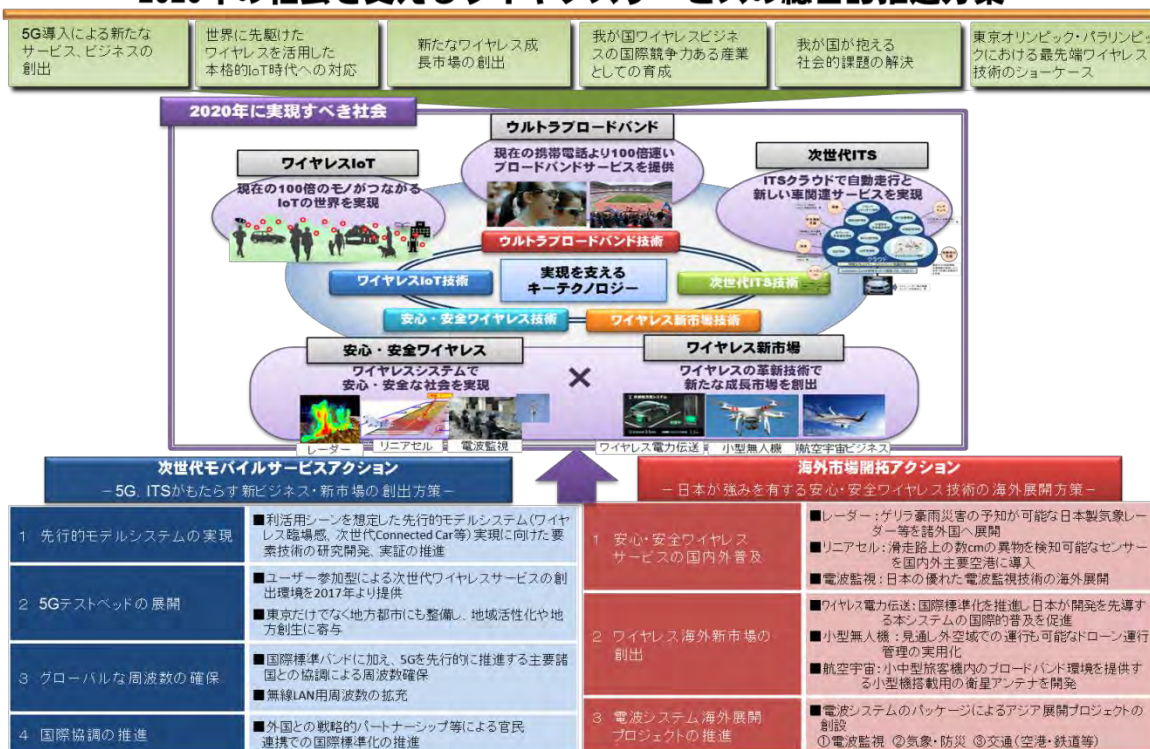 2020年の社会を支えるワイヤレスサービスの総合的推進方策
5G導入による新たな
サービス、ビジネスの
創出
世界に先駆けた
ワイヤレスを活用した
本格的IoT時代への対応
新たなワイヤレス成
長市場の創出
我が国ワイヤレスビジネ
スの国際競争力ある産業
としての育成
我が国が抱える
社会的課題の解決
東京オリンピック・パラリンピッ
クにおける最先端ワイヤレス
技術のショーケース
2020年に実現すべき社会
ウルトラブロードバンド
現在の携帯電話より100倍速い
ブロードバンドサービスを提供
ワイヤレスIoT
現在の100倍のモノがつながる
IoTの世界を実現
次世代ITS
ITSクラウドで自動走行と
新しい車関連サービスを実現
クラウド
ウルトラブロードバンド技術
ワイヤレスIoT技術
実現を支える
キーテクノロジー
次世代ITS技術
安心・安全ワイヤレス技術
ワイヤレス新市場技術
安心・安全ワイヤレス
ワイヤレスシステムで
安心・安全な社会を実現
レーダー
リニアセル
電波監視
×
ワイヤレス新市場
ワイヤレスの革新技術で
新たな成長市場を創出
ワイヤレス電力伝送
小型無人機
航空宇宙ビジネス
次世代モバイルサービスアクション
－5G, ITSがもたらす新ビジネス・新市場の創出方策－
1 先行的モデルシステムの実現
■利活用シーンを想定した先行的モデルシステム(ワイヤ
レス臨場感、次世代Connected Car等)実現に向けた要
素技術の研究開発、実証の推進
2 5Gテストベッドの展開
■ユーザー参加型による次世代ワイヤレスサービスの創
出環境を2017年より提供
■東京だけでなく地方都市にも整備し、地域活性化や地
方創生に寄与
3 グローバルな周波数の確保
■国際標準バンドに加え、5Gを先行的に推進する主要諸
国との協調による周波数確保
■無線LAN用周波数の拡充
4 国際協調の推進
■外国との戦略的パートナーシップ等による官民
連携での国際標準化の推進
海外市場開拓アクション
－日本が強みを有する安心・安全ワイヤレス技術の海外展開方策－
1 安心・安全ワイヤレス
サービスの国内外普及
■レーダー：ゲリラ豪雨災害の予知が可能な日本製気象レー
ダー等を諸外国へ展開
■リニアセル：滑走路上の数cmの異物を検知可能なセンサー
を国内外主要空港に導入
■電波監視：日本の優れた電波監視技術の海外展開
2 ワイヤレス海外新市場の
創出
■ワイヤレス電力伝送：国際標準化を推進し日本が開発を先導す
る本システムの国際的普及を促進
■小型無人機：見通し外空域での運行も可能なドローン運行
管理の実用化
■航空宇宙：小中型旅客機内のブロードバンド環境を提供す
る小型機搭載用の衛星アンテナを開発
3 電波システム海外展開
プロジェクトの推進
■電波システムのパッケージによるアジア展開プロジェクトの
創設
①電波監視 ②気象・防災 ③交通(空港・鉄道等)